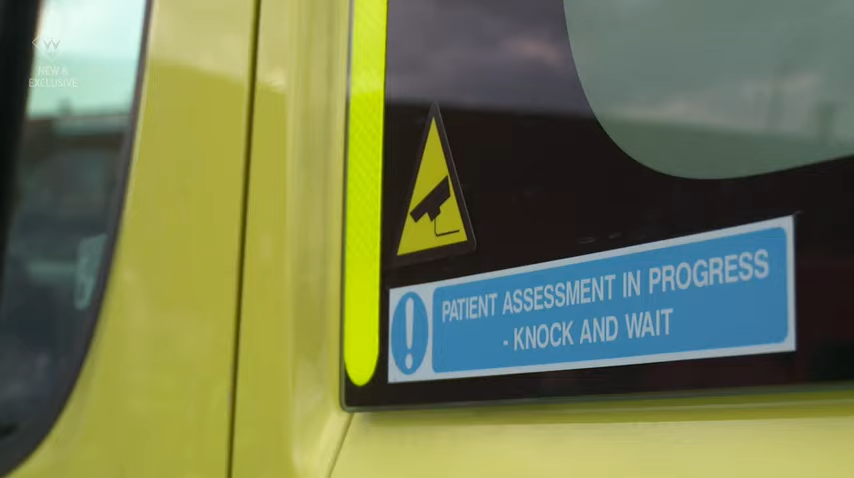 NEW &
EXCLUSIVE
PATIENT ASSESSMENT IN PROGRESS
- KNOCK AND WAIT